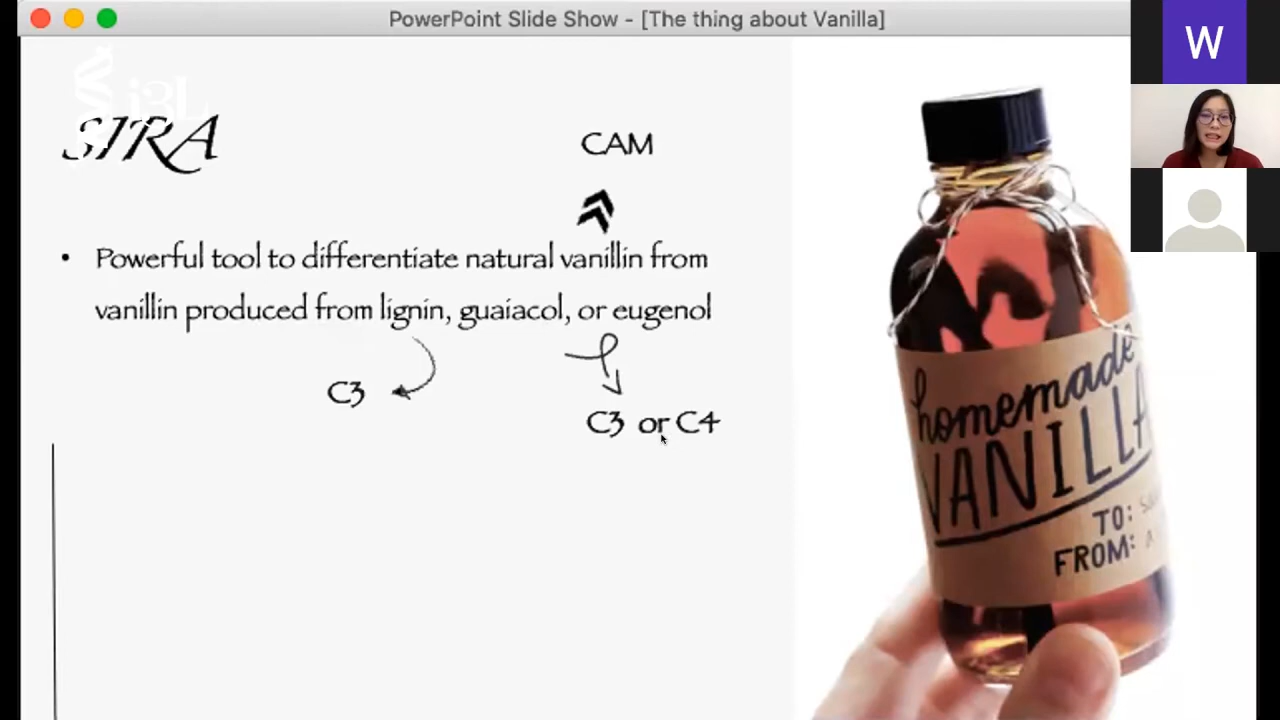 PowerPoint Slide Show - [The thing about Vanilla]
W
i3L
SIRA
CAM
• Powerful tool to differentiate natural vanillin from
vanillin produced from lignin, guaiacol, or eugenol
C3
C3 or C4
homemade
VANILLA
TO:
FROM: